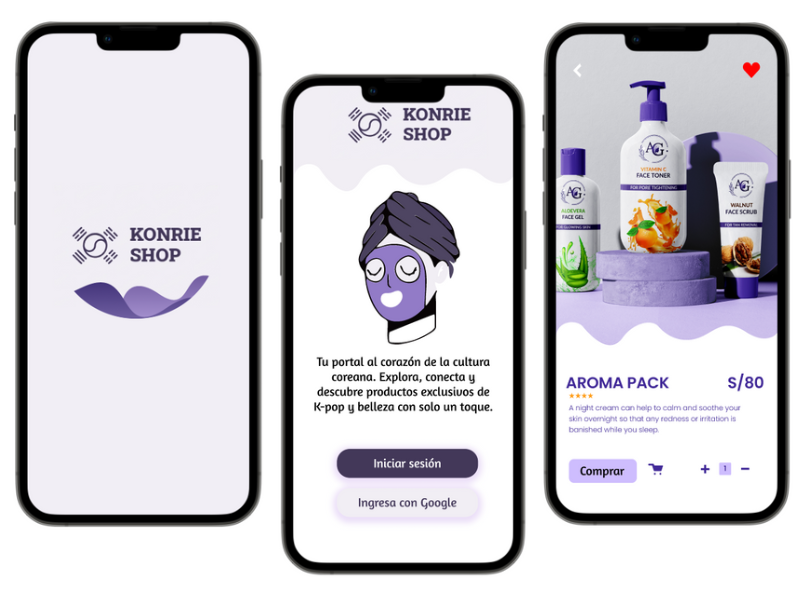 KONRIE
SHOP
KONRIE
SHOP
Tu portal al corazón de la cultura
coreana. Explora, conecta y
descubre productos exclusivos de
K-pop y belleza con solo un toque.
Iniciar sesión
Ingresa con Google
AG
VITAMIN C
FACE TONER
FOR PORE TIGHTENING
AG
ALOEVERA
FACE GEL
AG
WALNUT
FACE SCRUB
FOR TAN REMOVAL
AROMA PACK
S/80
A night cream can help to calm and soothe your
skin overnight so that any redness or irritation is
banished while you sleep.
Comprar
+ 1 −